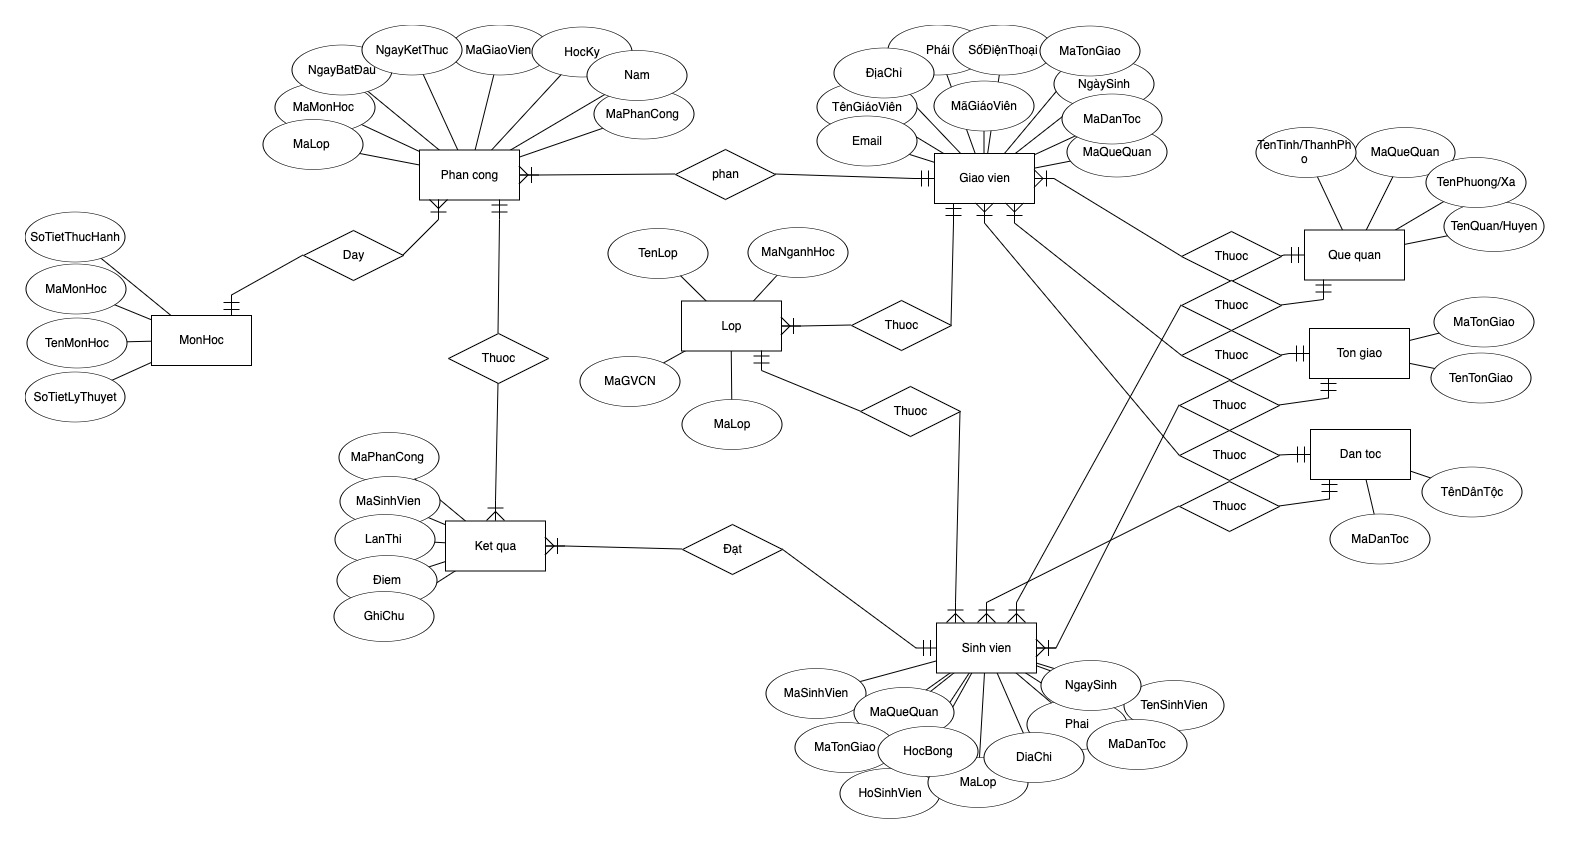 NgayKetThuc
MaGiaoVien
HocKy
NgayBatĐau
Nam
MaMonHoc
MaPhanCong
MaLop
Phan cong
phan
Phái
SốĐiệnThoại
MaTonGiao
ĐịaChỉ
NgàySinh
TênGiáoViên
MãGiáoViên
MaDanToc
Email
MaQueQuan
Giao vien
TenTinh/ThanhPh
o
MaQueQuan
TenPhuong/Xa
TenQuan/Huyen
Que quan
Thuoc
Thuoc
SoTietThucHanh
MaMonHoc
TenMonHoc
SoTietLyThuyet
MonHoc
Day
Thuoc
TenLop
MaNganhHoc
Lop
Thuoc
MaGVCN
MaLop
Thuoc
Thuoc
Ton giao
MaTonGiao
TenTonGiao
Thuoc
Thuoc
Dan toc
TênDânTộc
MaDanToc
Thuoc
MaPhanCong
MaSinhVien
LanThi
Điem
GhiChu
Ket qua
Đạt
Sinh vien
MaSinhVien
MaQueQuan
MaTonGiao
HocBong
HoSinhVien
MaLop
DiaChi
Phai
NgaySinh
TenSinhVien
MaDanToc